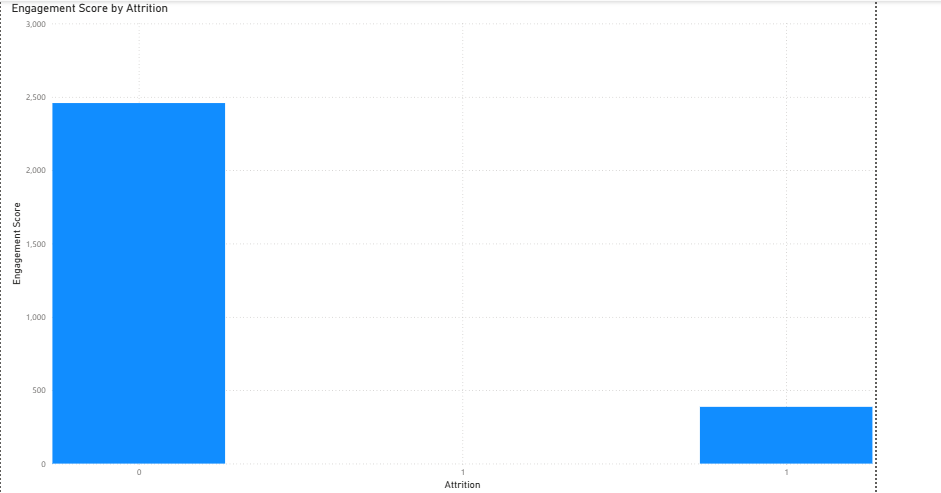 Engagement Score by Attrition
3,000
2,500
2,000
1,500
1,000
500
0
Engagement Score
0 1 1
Attrition